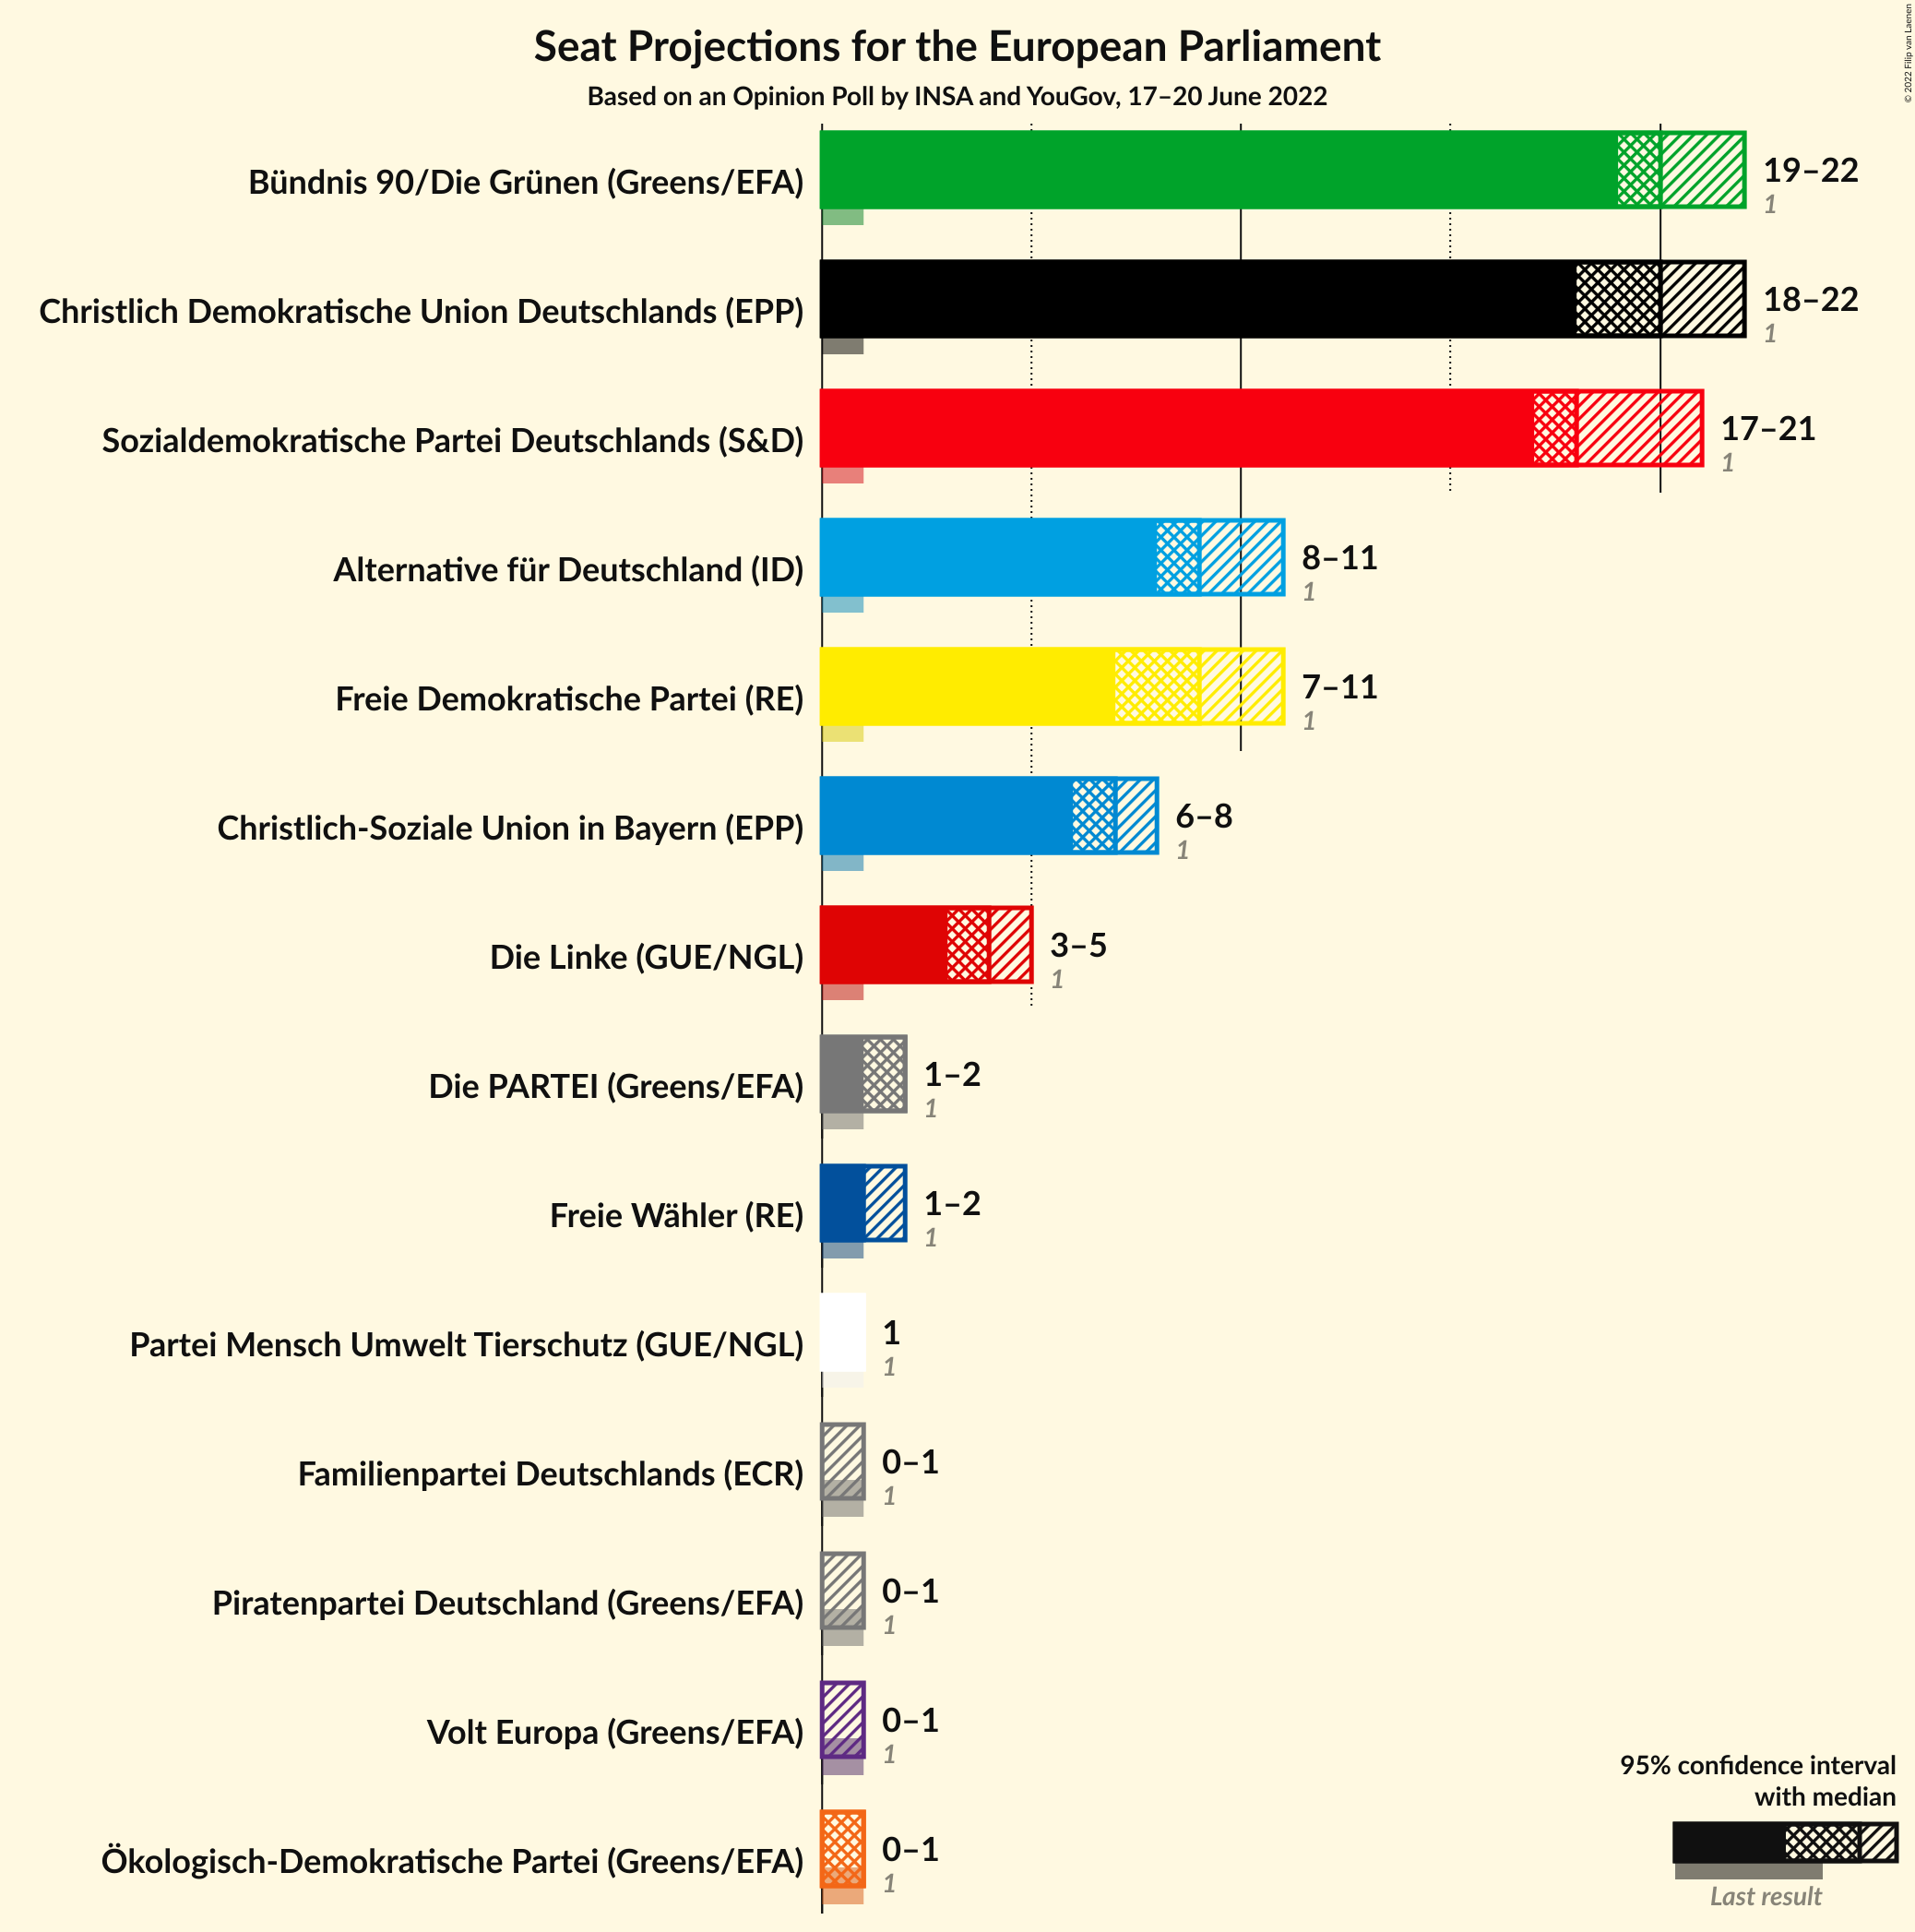 Seat Projections for the European Parliament
Based on an Opinion Poll by INSA and YouGov, 17–20 June 2022
© 2022 Filip van Laenen
Bündnis 90/Die Grünen (Greens/EFA)
19–22
1
Christlich Demokratische Union Deutschlands (EPP)
18–22
1
Sozialdemokratische Partei Deutschlands (S&D)
17–21
1
Alternative für Deutschland (ID)
8–11
1
Freie Demokratische Partei (RE)
7–11
1
Christlich-Soziale Union in Bayern (EPP)
6–8
1
Die Linke (GUE/NGL)
3–5
1
Die PARTEI (Greens/EFA)
1–2
1
Freie Wähler (RE)
1–2
1
Partei Mensch Umwelt Tierschutz (GUE/NGL)
1
1
Familienpartei Deutschlands (ECR)
0–1
1
Piratenpartei Deutschland (Greens/EFA)
0–1
1
Volt Europa (Greens/EFA)
0–1
1
Ökologisch-Demokratische Partei (Greens/EFA)
0–1
1
95% confidence interval
with median
Last result